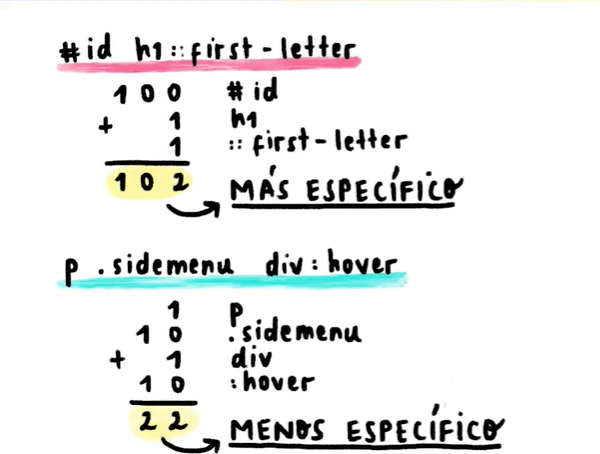 #id h1::first-letter
100 #id
+ 1 h1
1 ::first-letter
102
MÁS ESPECÍFICO
p .sidemenu div:hover
1 p
10 .sidemenu
+ 1 div
10 :hover
22
MENOS ESPECÍFICO